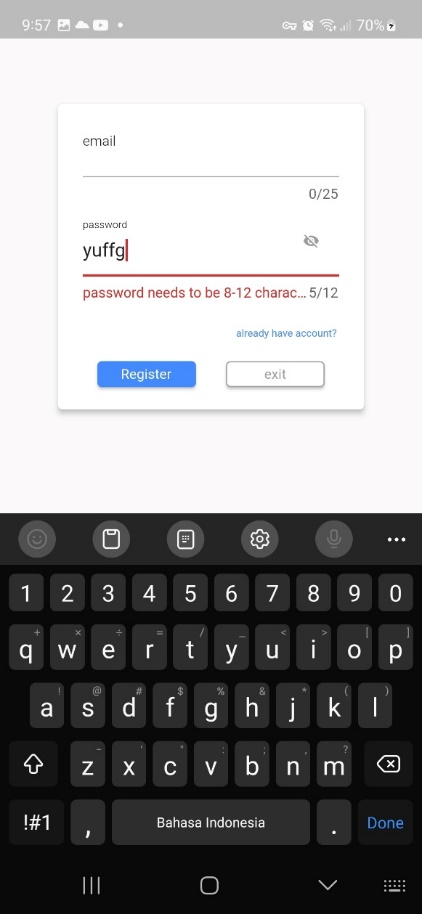 9:57 70%
email
0/25
password
yuffg
password needs to be 8-12 charac... 5/12
already have account?
Register exit
1 2 3 4 5 6 7 8 9 0
+ × ÷ = / _ < > [ ]
q w e r t y u i o p
! @ # $ % & * ( )
a s d f g h j k l
- ' " : ; , ?
z x c v b n m
!#1 , Bahasa Indonesia . Done